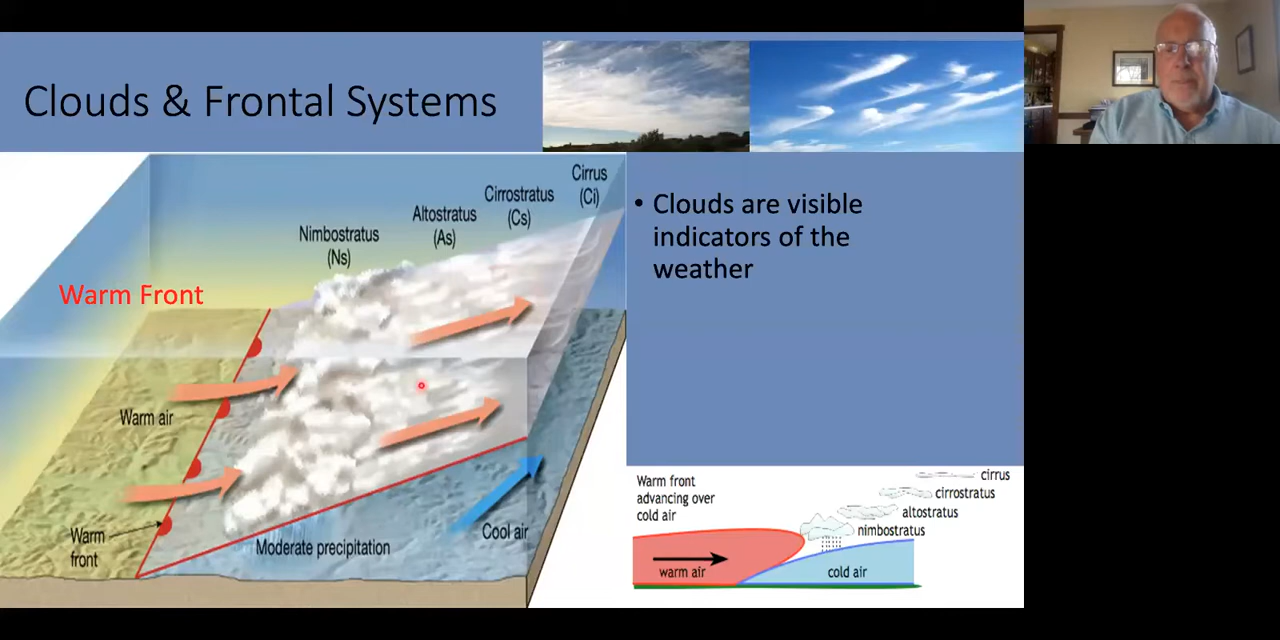 Clouds & Frontal Systems
Cirrus
(Ci)
Cirrostratus
(Cs)
Altostratus
(As)
Nimbostratus
(Ns)
Warm Front
Warm air
Warm
front
Moderate precipitation
Cool air
• Clouds are visible
indicators of the
weather
Warm front
advancing over
cold air
cirrus
cirrostratus
altostratus
nimbostratus
warm air
cold air